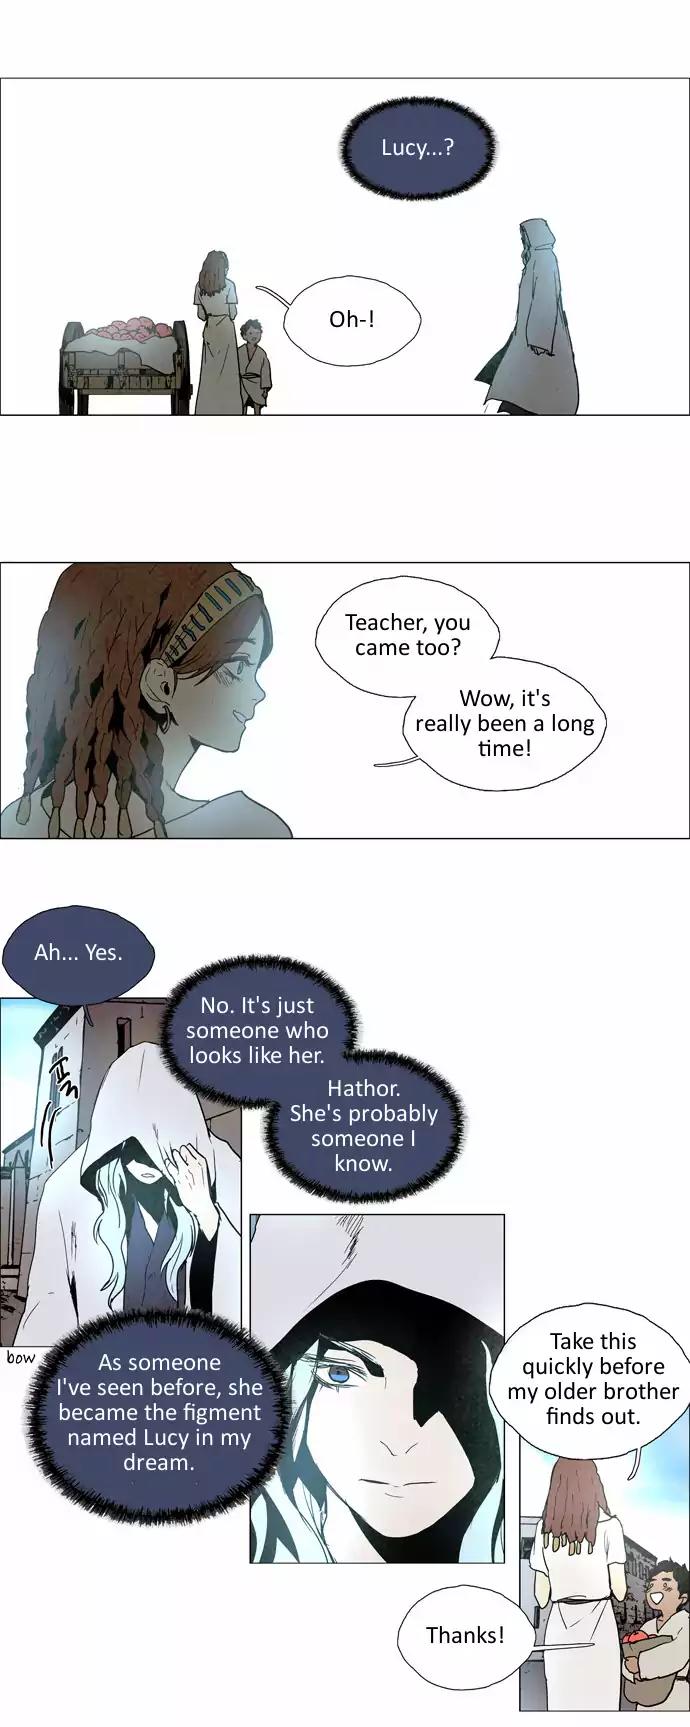 Lucy...?
Oh-!
Teacher, you
came too?
Wow, it's
really been a long
time!
Ah... Yes.
No. It's just
someone who
looks like her.
Hathor.
She's probably
someone I
know.
bow
As someone
I've seen before, she
became the figment
named Lucy in my
dream.
Take this
quickly before
my older brother
finds out.
Thanks!